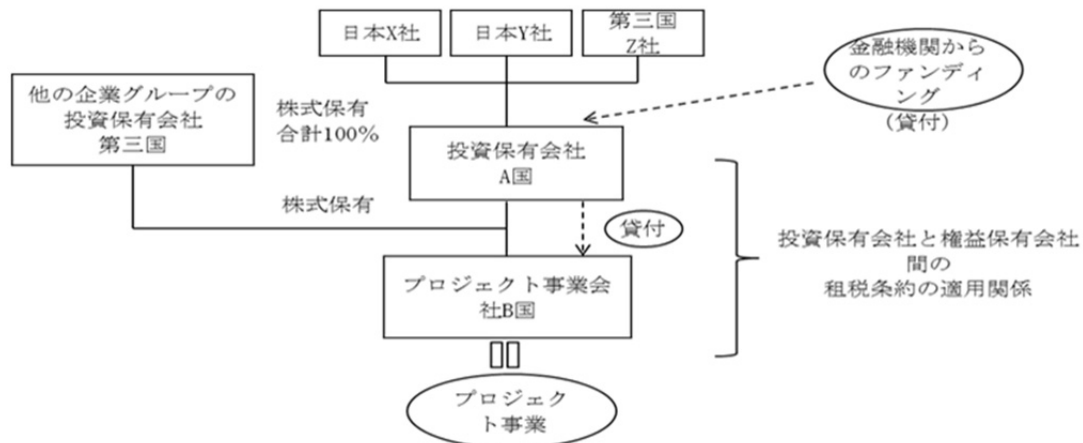 日本X社
日本Y社
第三国
Z社
金融機関から
のファンディ
ング
(貸付)
他の企業グループの
投資保有会社
第三国
株式保有
合計100%
投資保有会社
A国
株式保有
貸付
プロジェクト事業会
社B国
投資保有会社と権益保有会社
間の
租税条約の適用関係
プロジェク
ト事業